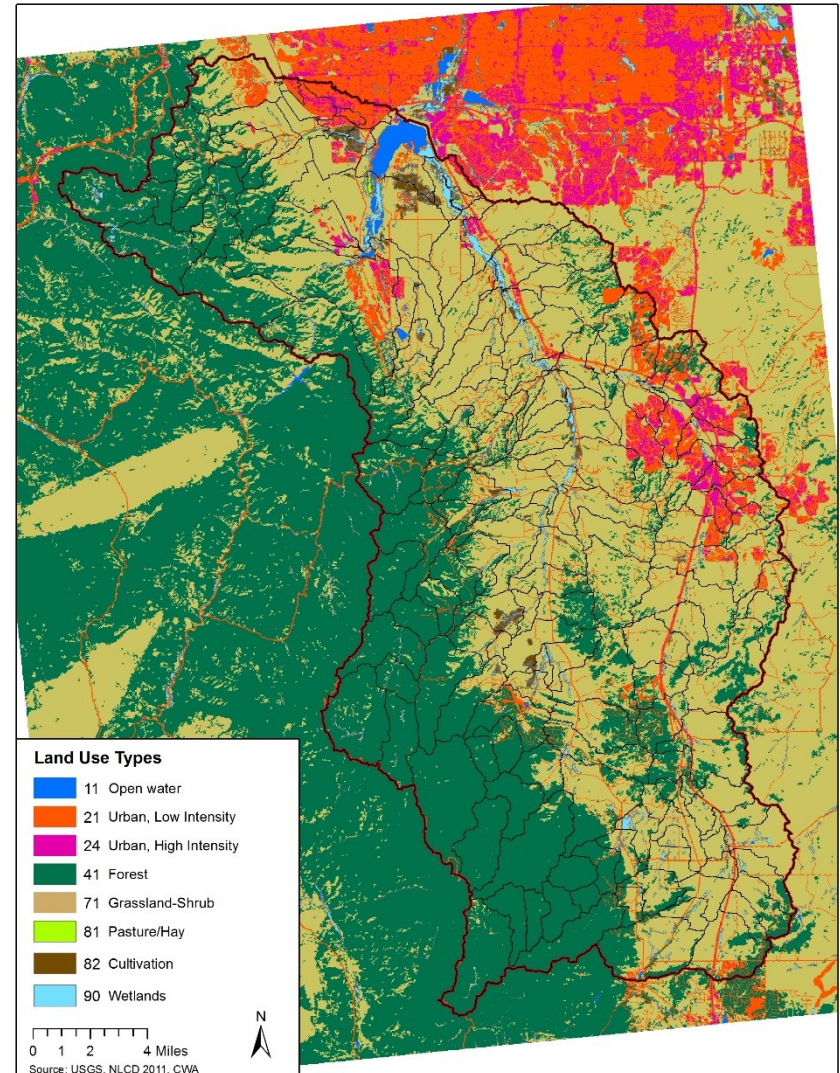 Land Use Types
11 Open water
21 Urban, Low Intensity
24 Urban, High Intensity
41 Forest
71 Grassland-Shrub
81 Pasture/Hay
82 Cultivation
90 Wetlands
N
0 1 2 4 Miles
Source: USGS, NLCD 2011, CWA